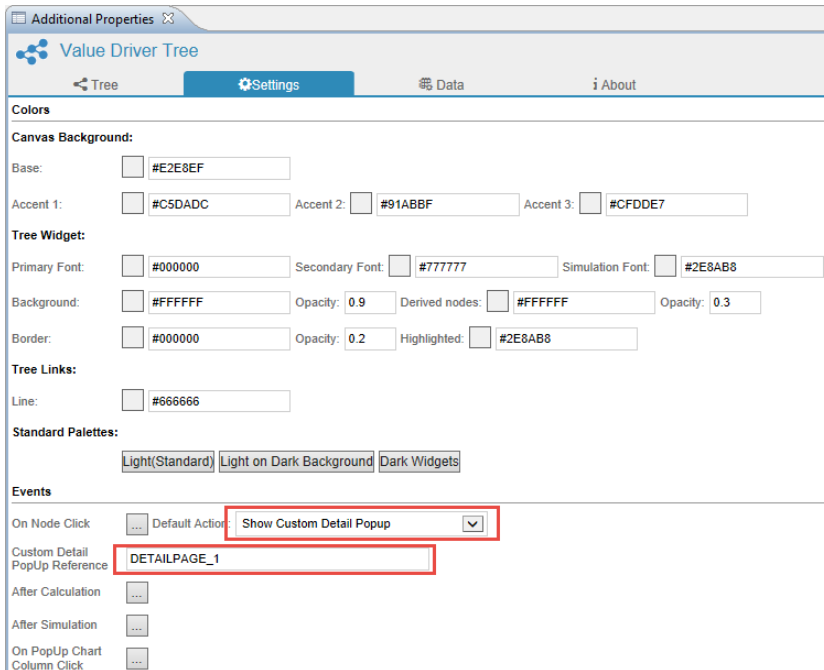 Additional Properties
Value Driver Tree
Tree Settings Data i About
Colors
Canvas Background:
Base: #E2E8EF
Accent 1: #C5DADC Accent 2: #91ABBF Accent 3: #CFDDE7
Tree Widget:
Primary Font: #000000 Secondary Font: #777777 Simulation Font: #2E8AB8
Background: #FFFFFF Opacity: 0.9 Derived nodes: #FFFFFF Opacity: 0.3
Border: #000000 Opacity: 0.2 Highlighted: #2E8AB8
Tree Links:
Line: #666666
Standard Palettes:
Light(Standard) Light on Dark Background Dark Widgets
Events
On Node Click ... Default Action: Show Custom Detail Popup
Custom Detail
PopUp Reference DETAILPAGE_1
After Calculation ...
After Simulation ...
On PopUp Chart
Column Click ...